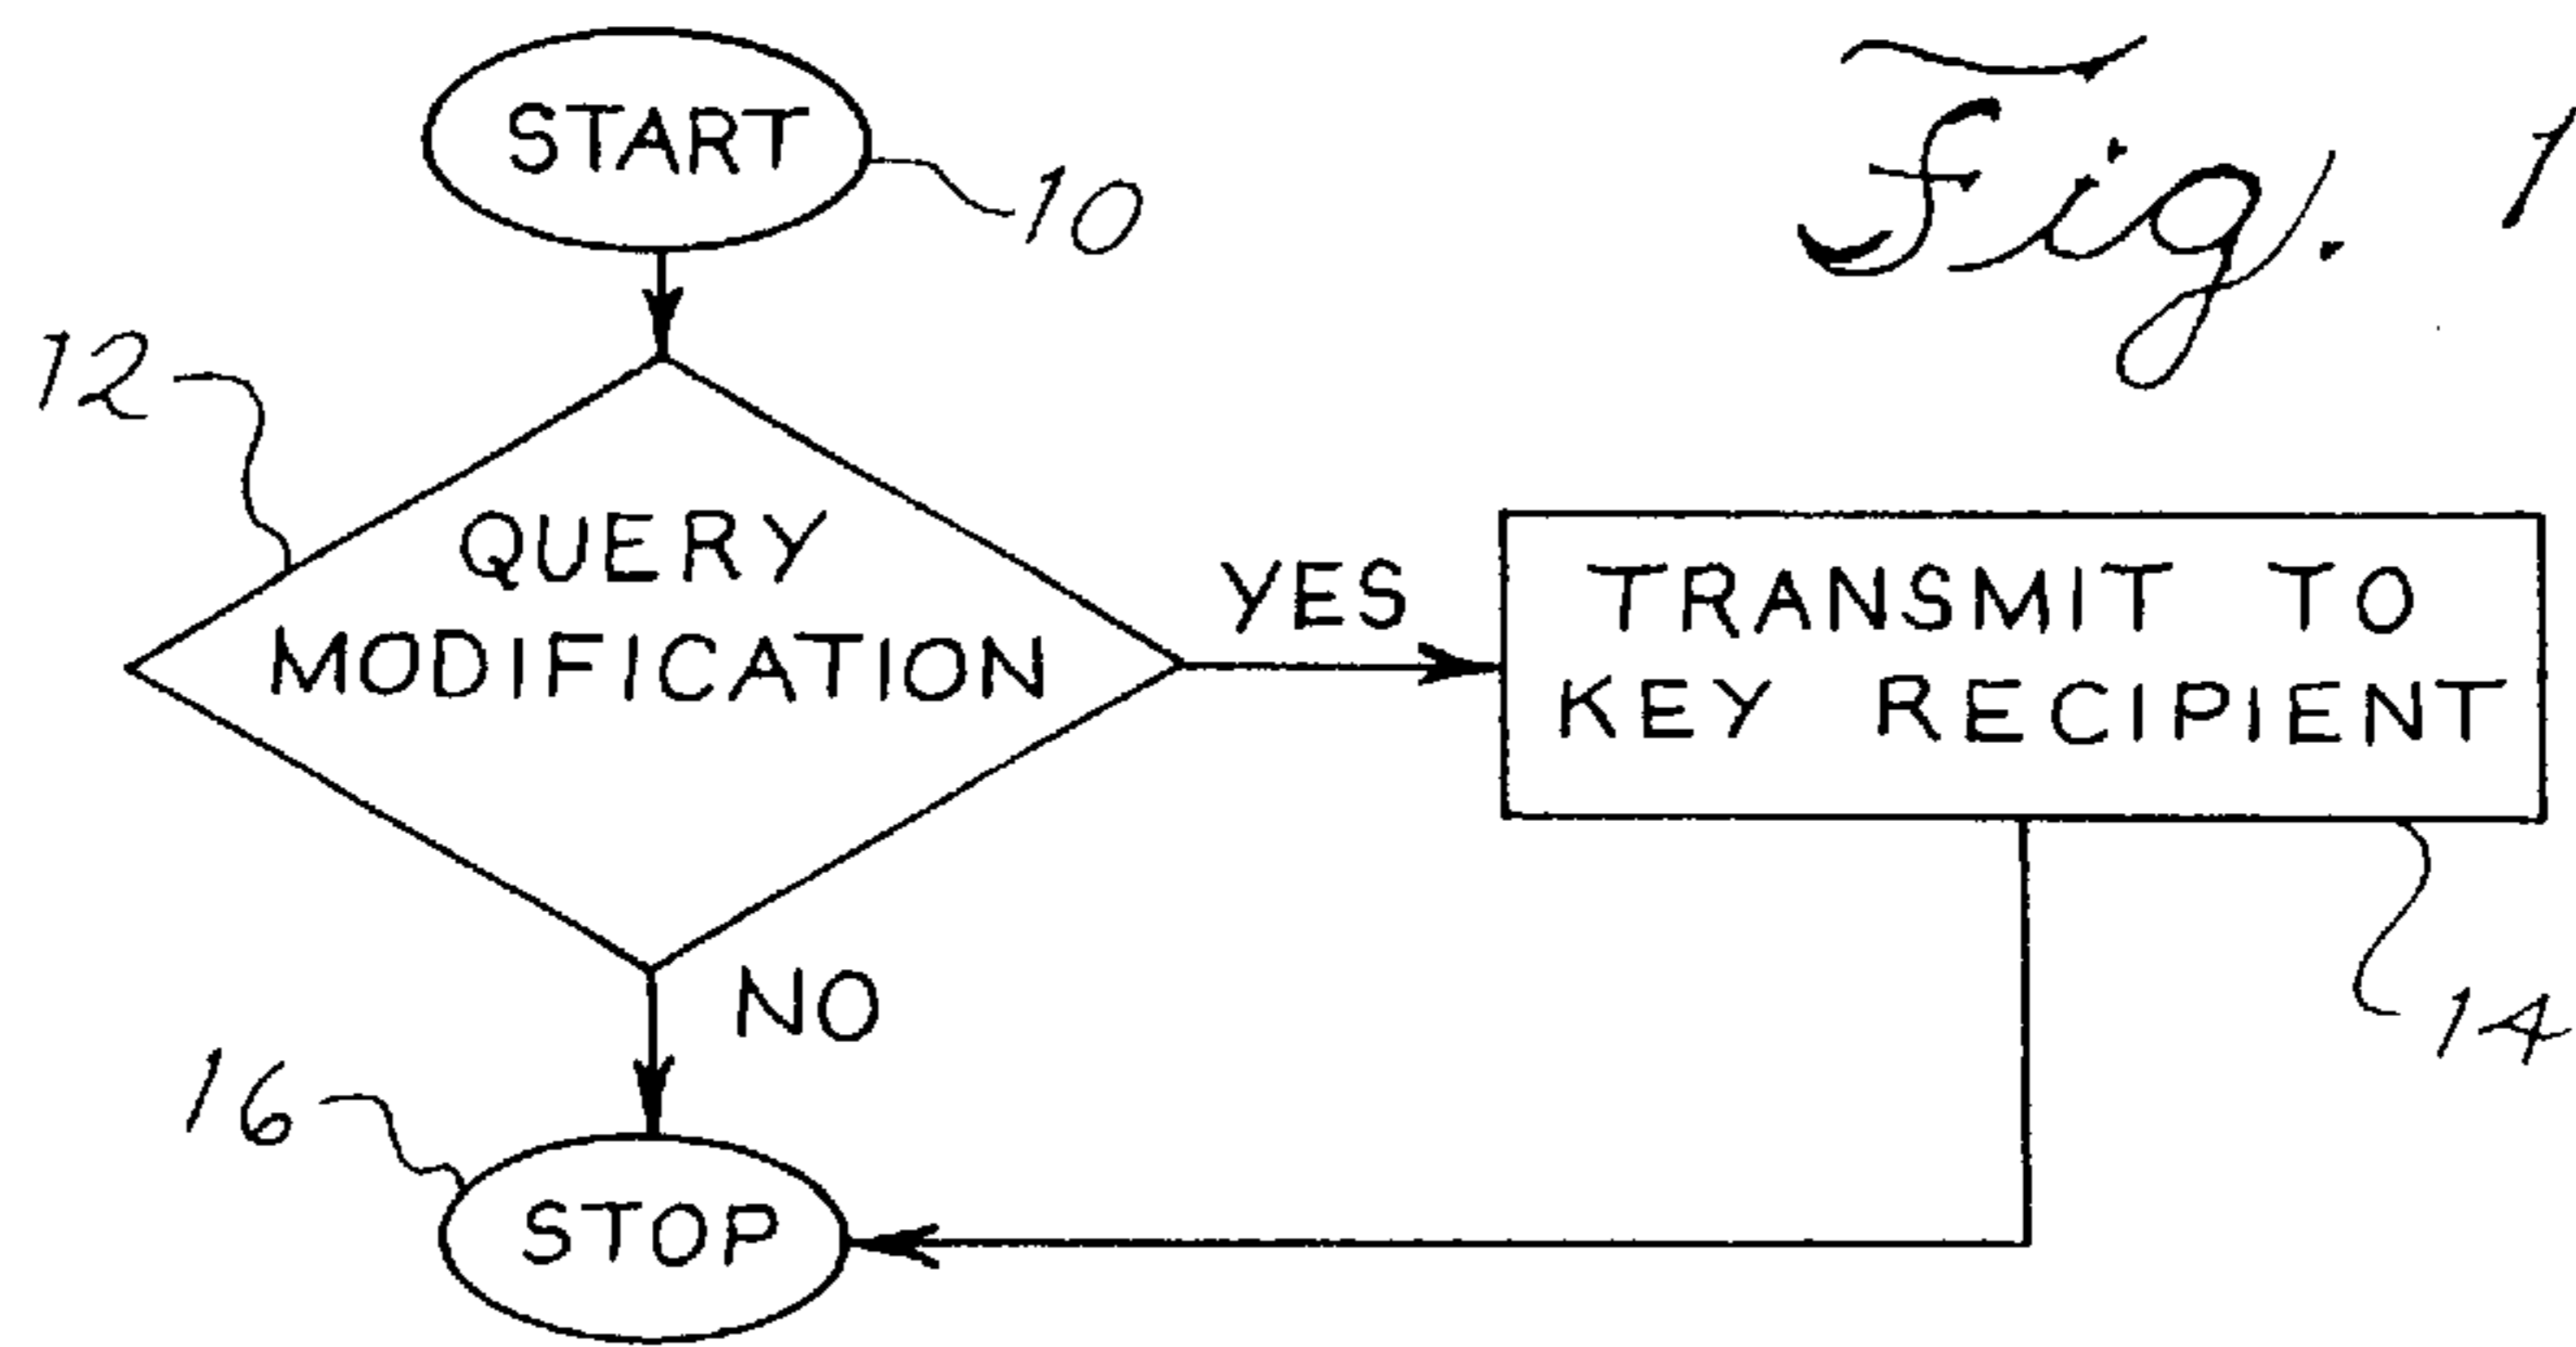 START
10
Fig. 1
12
QUERY
MODIFICATION
YES
TRANSMIT TO
KEY RECIPIENT
NO
14
16
STOP